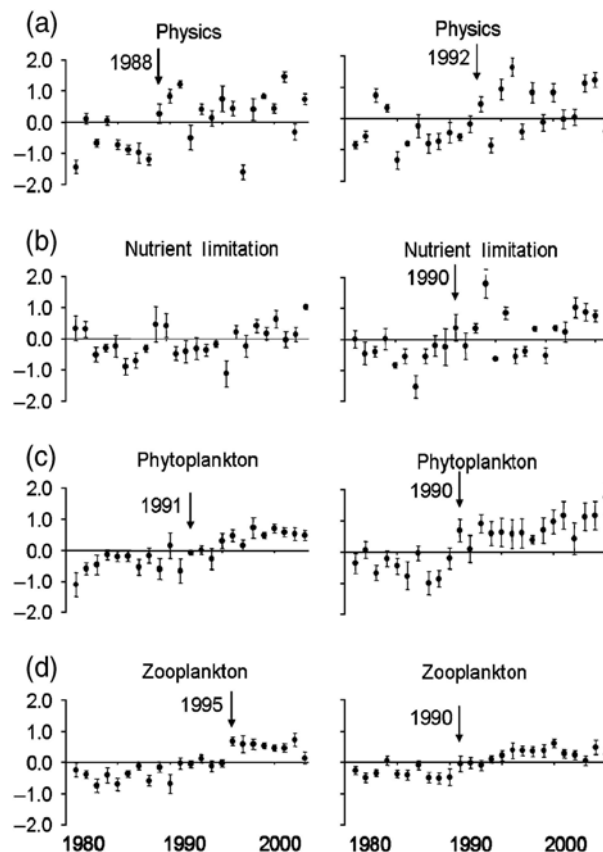 (a)
Physics
Physics
1988
1992
2.0
1.0
0.0
−1.0
−2.0
(b)
Nutrient limitation
Nutrient limitation
1990
2.0
1.0
0.0
−1.0
−2.0
(c)
Phytoplankton
Phytoplankton
1991
1990
2.0
1.0
0.0
−1.0
−2.0
(d)
Zooplankton
Zooplankton
1995
1990
2.0
1.0
0.0
−1.0
−2.0
1980 1990 2000 1980 1990 2000